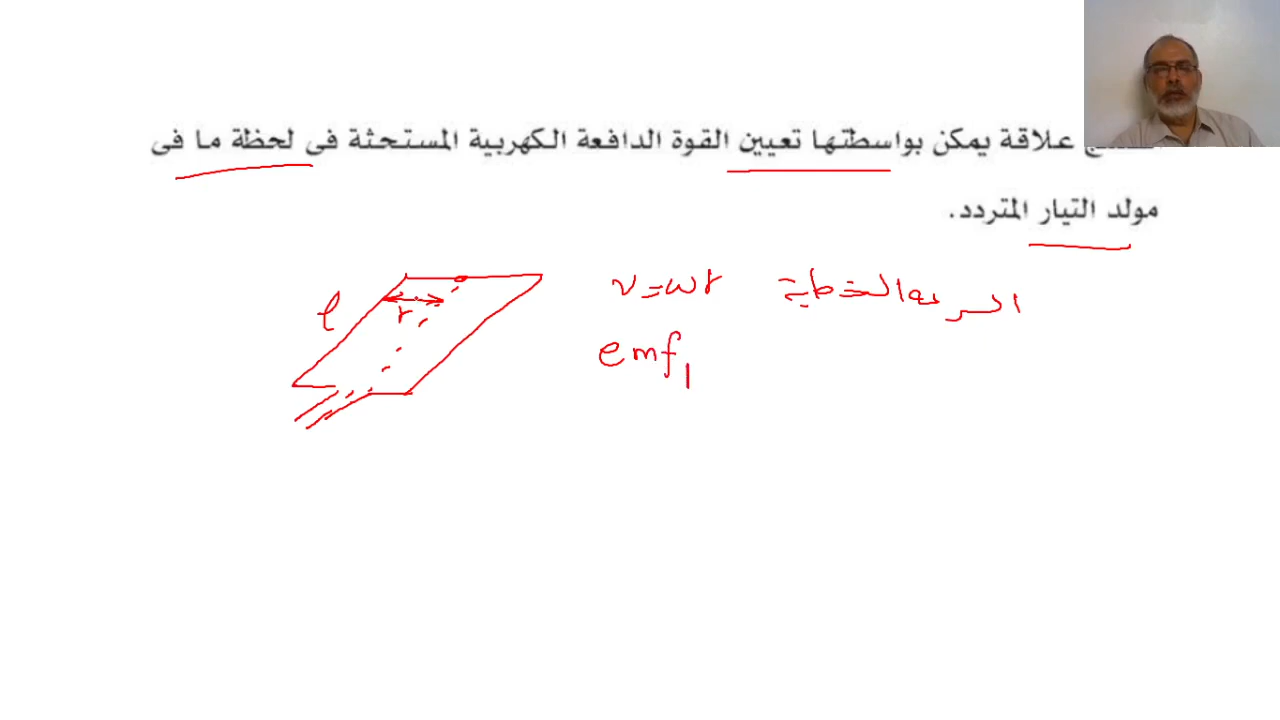 علاقة يمكن بواسطتها تعيين القوة الدافعة الكهربية المستحثة فى لحظة ما فى
مولد التيار المتردد.
السرعة الخطية v=ωr
l
r
emf1